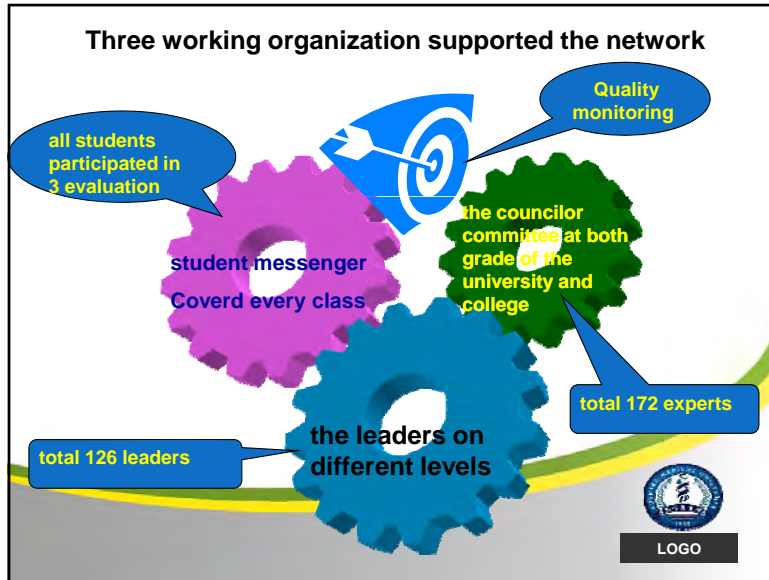 Three working organization supported the network
Quality
monitoring
all students
participated in
3 evaluation
the councilor
committee at both
grade of the
university and
college
student messenger
Coverd every class
total 172 experts
the leaders on
different levels
total 126 leaders
LOGO